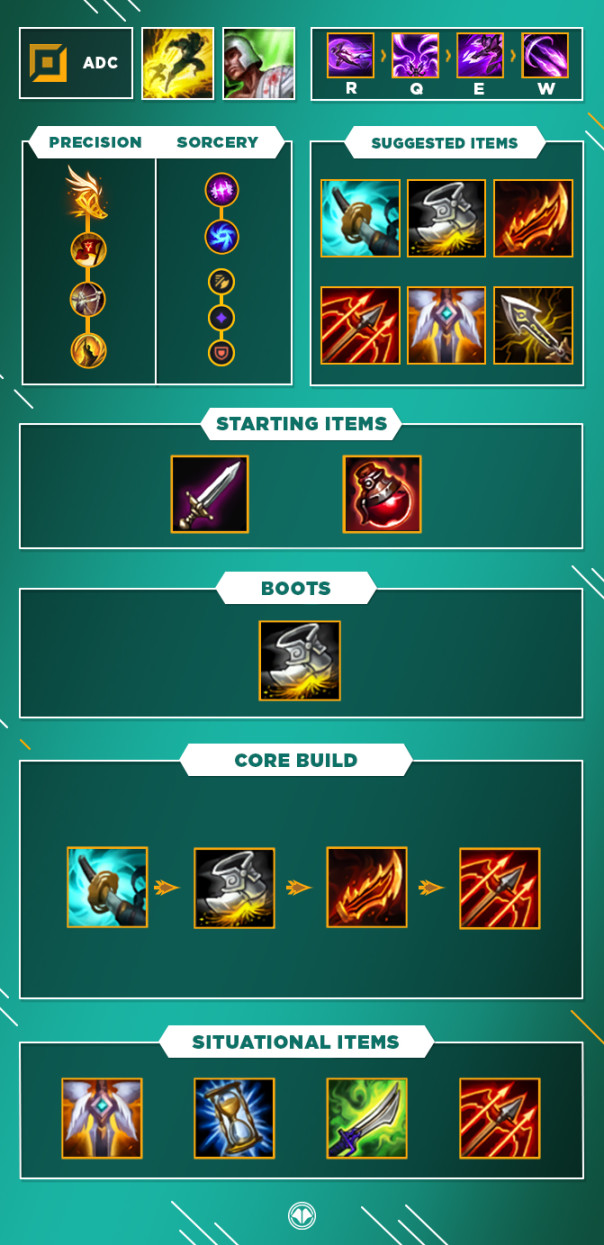 ADC
R Q E W
PRECISION SORCERY
SUGGESTED ITEMS
STARTING ITEMS
BOOTS
CORE BUILD
SITUATIONAL ITEMS